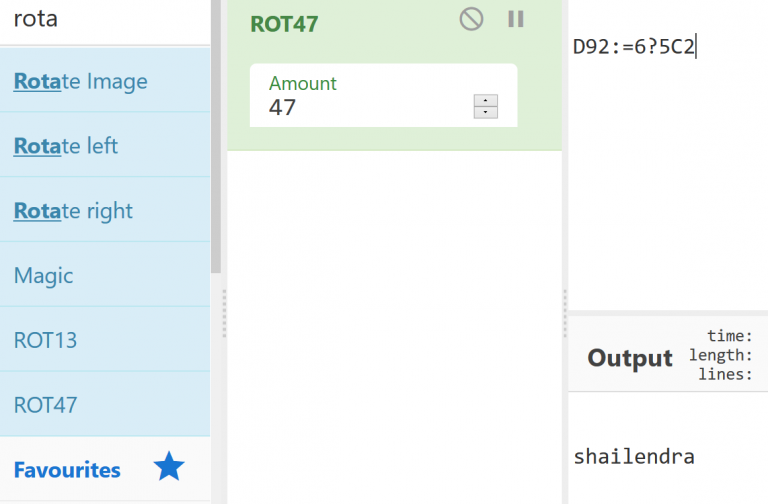 rota
Rotate Image
Rotate left
Rotate right
Magic
ROT13
ROT47
Favourites
ROT47
Amount
47
D92:=6?5C2
Output
time:
length:
lines:
shailendra